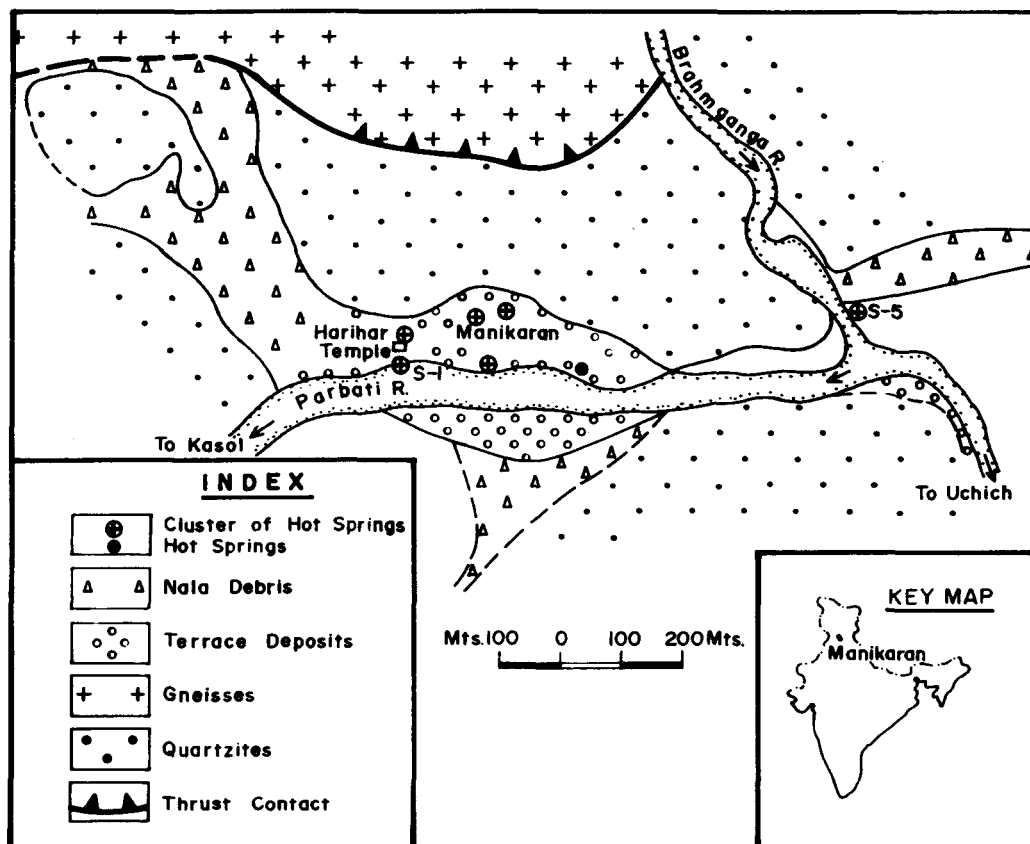 Brahmganga R.
S-5
Harihar
Temple
Manikaran
S-1
Parbati R.
To Kasol
To Uchich
INDEX
Cluster of Hot Springs
Hot Springs
Nala Debris
Terrace Deposits
Gneisses
Quartzites
Thrust Contact
Mts.100 0 100 200Mts.
KEY MAP
Manikaran